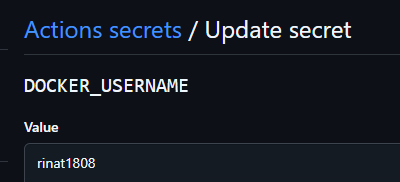 Actions secrets / Update secret
DOCKER_USERNAME
Value
rinat1808